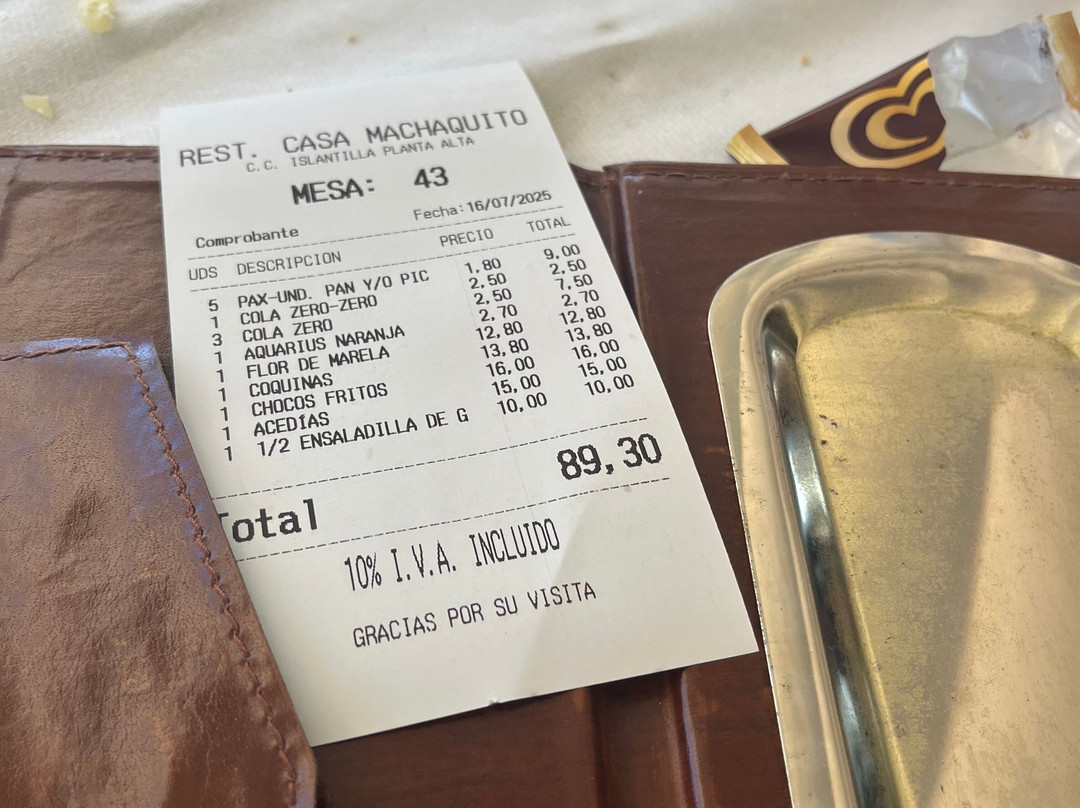 REST. CASA MACHAQUITO
C.C. ISLANTILLA PLANTA ALTA
MESA: 43
Fecha:16/07/2025
Comprobante
UDS DESCRIPCION PRECIO TOTAL
5 PAX-UND. PAN Y/O PIC 1,80 9,00
1 COLA ZERO-ZERO 2,50 2,50
3 COLA ZERO 2,50 7,50
1 AQUARIUS NARANJA 2,70 2,70
1 FLOR DE MARELA 12,80 12,80
1 COQUINAS 13,80 13,80
1 CHOCOS FRITOS 16,00 16,00
1 ACEDÍAS 15,00 15,00
1 1/2 ENSALADILLA DE G 10,00 10,00
Total 89,30
10% I.V.A. INCLUIDO
GRACIAS POR SU VISITA